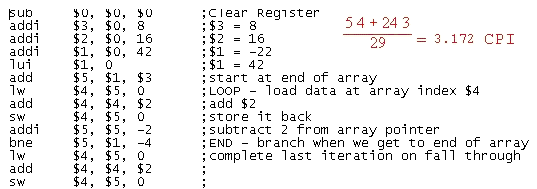 sub $0, $0, $0 ;Clear Register
addi $3, $0, 8 ;$3 = 8
addi $2, $0, 16 ;$2 = 16
addi $1, $0, 42 ;$1 = -22
lui $1, 0 ;$1 = 42
add $5, $1, $3 ;start at end of array
lw $4, $5, 0 ;LOOP - load data at array index $4
add $4, $4, $2 ;add $2
sw $4, $5, 0 ;store it back
addi $5, $5, -2 ;subtract 2 from array pointer
bne $5, $1, -4 ;END - branch when we get to end of array
lw $4, $5, 0 ;complete last iteration on fall through
add $4, $4, $2 ;
sw $4, $5, 0 ;
54 + 243
29
= 3.172 CPI